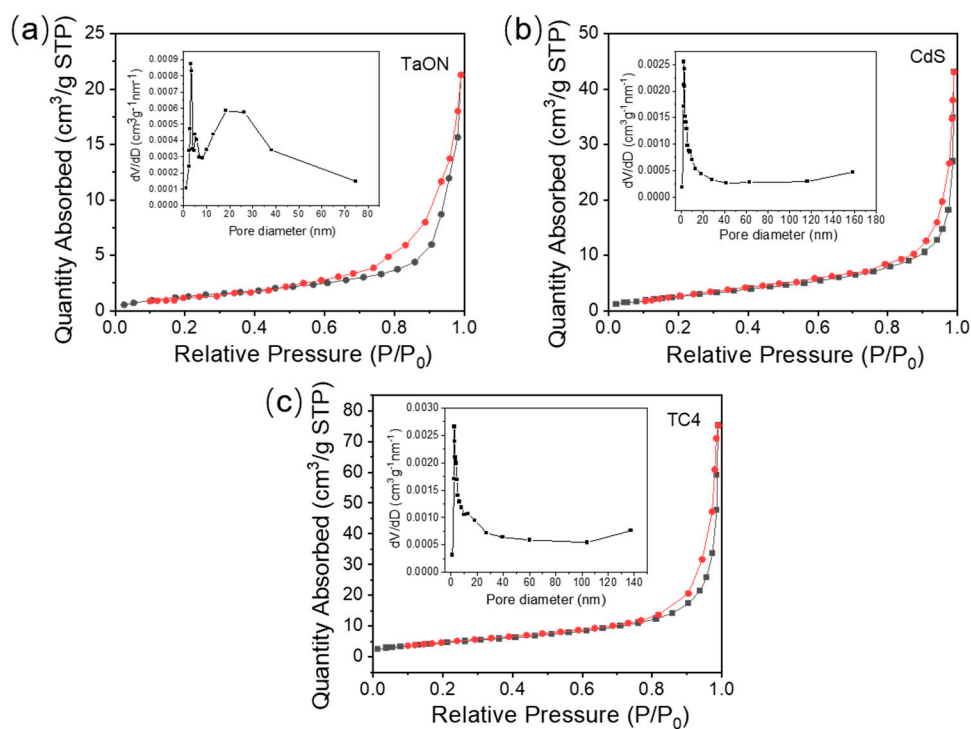 (a)
TaON
Quantity Absorbed (cm³/g STP)
25
20
15
10
5
0
0.0 0.2 0.4 0.6 0.8 1.0
Relative Pressure (P/P₀)
dV/dD (cm³g⁻¹nm⁻¹)
0.0009
0.0008
0.0007
0.0006
0.0005
0.0004
0.0003
0.0002
0.0001
0.0000
0 10 20 30 40 50 60 70 80
Pore diameter (nm)
(b)
CdS
Quantity Absorbed (cm³/g STP)
50
40
30
20
10
0
0.0 0.2 0.4 0.6 0.8 1.0
Relative Pressure (P/P₀)
dV/dD (cm³g⁻¹nm⁻¹)
0.0025
0.0020
0.0015
0.0010
0.0005
0.0000
0 20 40 60 80 100 120 140 160 180
Pore diameter (nm)
(c)
TC4
Quantity Absorbed (cm³/g STP)
80
70
60
50
40
30
20
10
0
0.0 0.2 0.4 0.6 0.8 1.0
Relative Pressure (P/P₀)
dV/dD (cm³g⁻¹nm⁻¹)
0.0030
0.0025
0.0020
0.0015
0.0010
0.0005
0.0000
0 20 40 60 80 100 120 140
Pore diameter (nm)